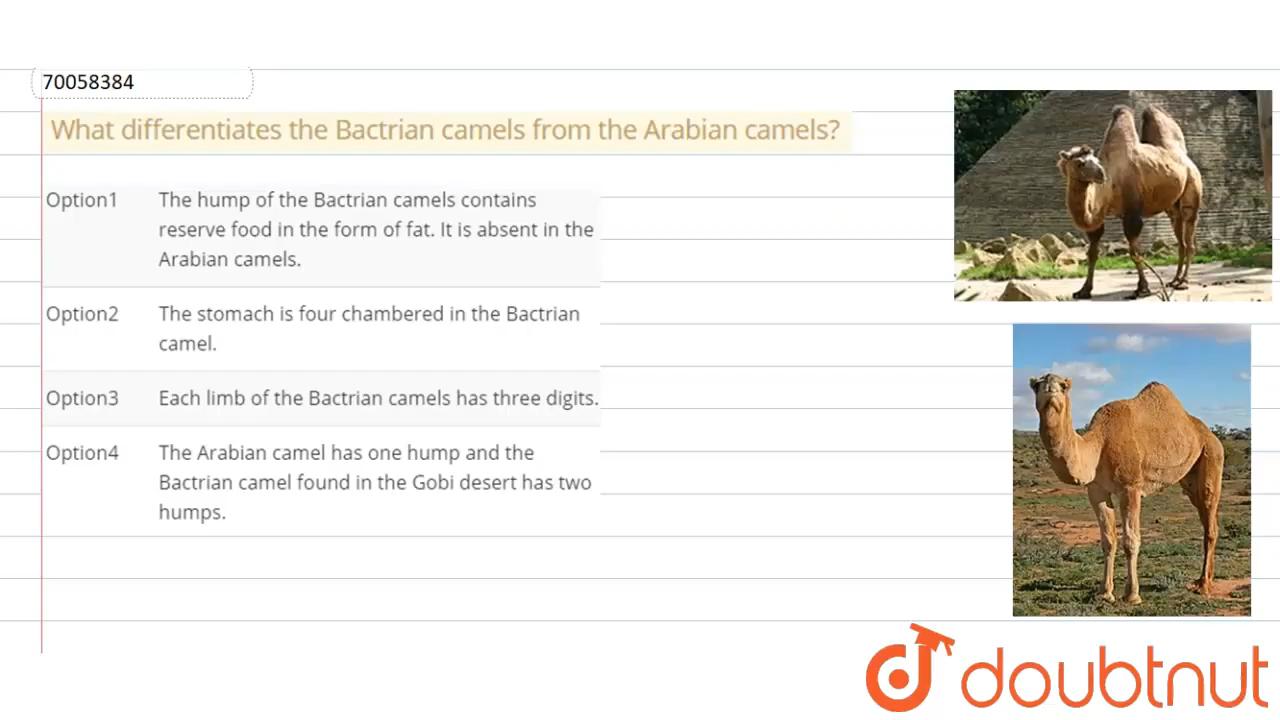 70058384
What differentiates the Bactrian camels from the Arabian camels?
Option1 The hump of the Bactrian camels contains
reserve food in the form of fat. It is absent in the
Arabian camels.
Option2 The stomach is four chambered in the Bactrian
camel.
Option3 Each limb of the Bactrian camels has three digits.
Option4 The Arabian camel has one hump and the
Bactrian camel found in the Gobi desert has two
humps.
doubtnut